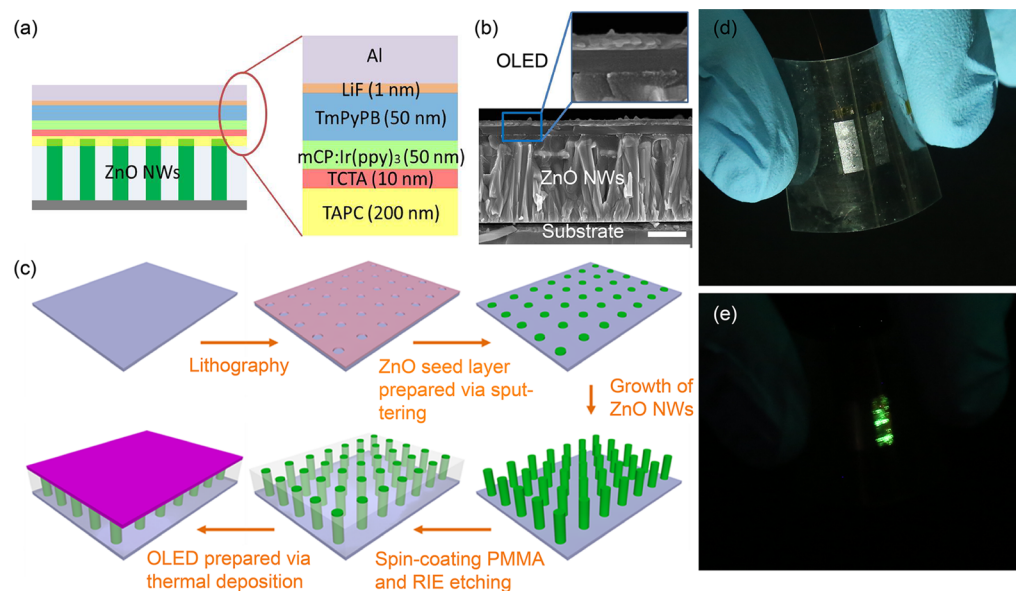 (a)
Al
LiF (1 nm)
TmPyPB (50 nm)
mCP:Ir(ppy)₃ (50 nm)
TCTA (10 nm)
TAPC (200 nm)
ZnO NWs
(b)
OLED
ZnO NWs
Substrate
(c)
Lithography
ZnO seed layer
prepared via sput-
tering
Growth of
ZnO NWs
Spin-coating PMMA
and RIE etching
OLED prepared via
thermal deposition
(d)
(e)